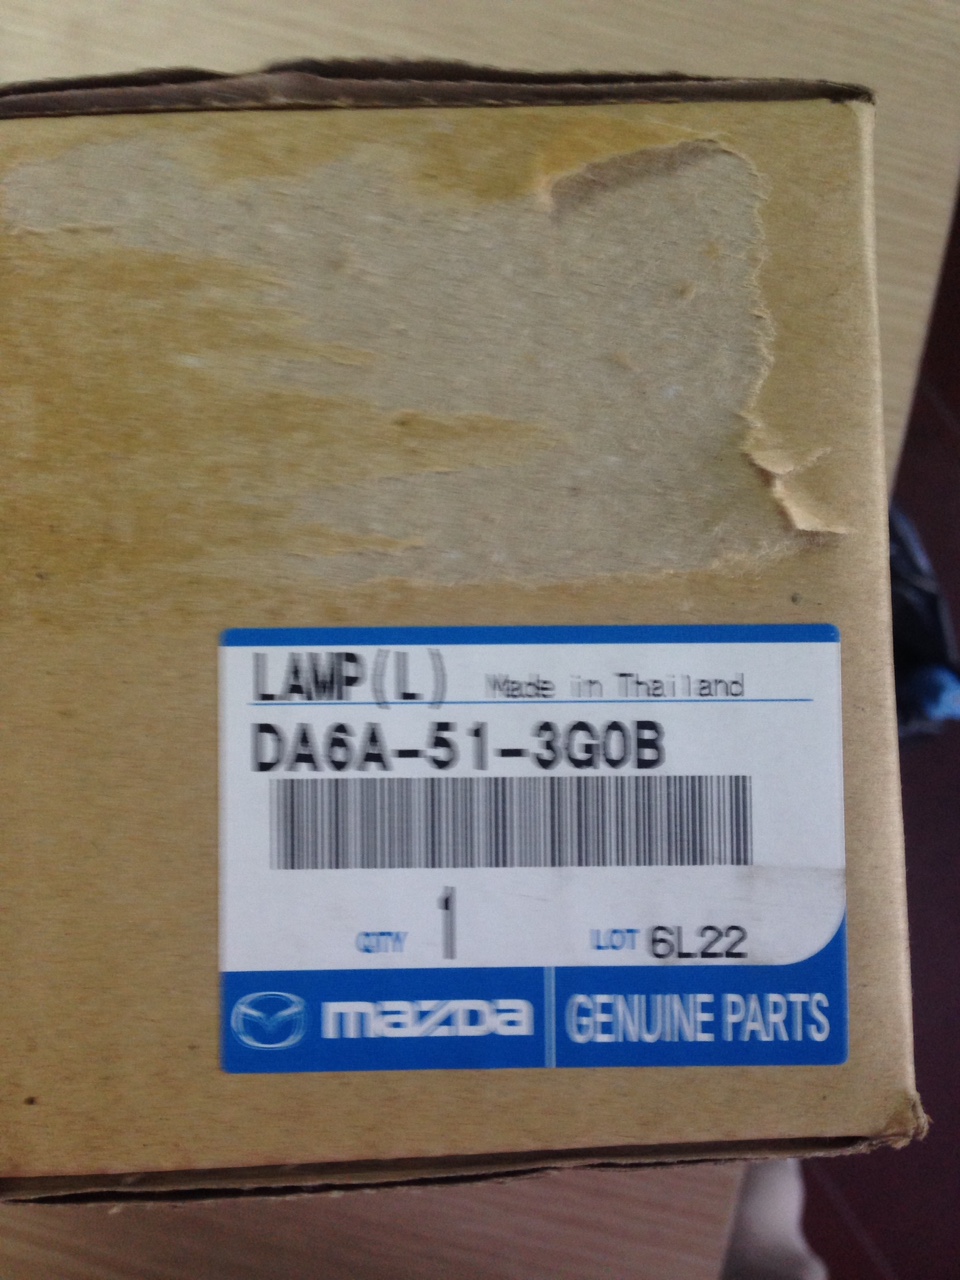 LAMP(L) Made in Thailand
DA6A-51-3G0B
QTY 1 LOT 6L22
mazDa GENUINE PARTS